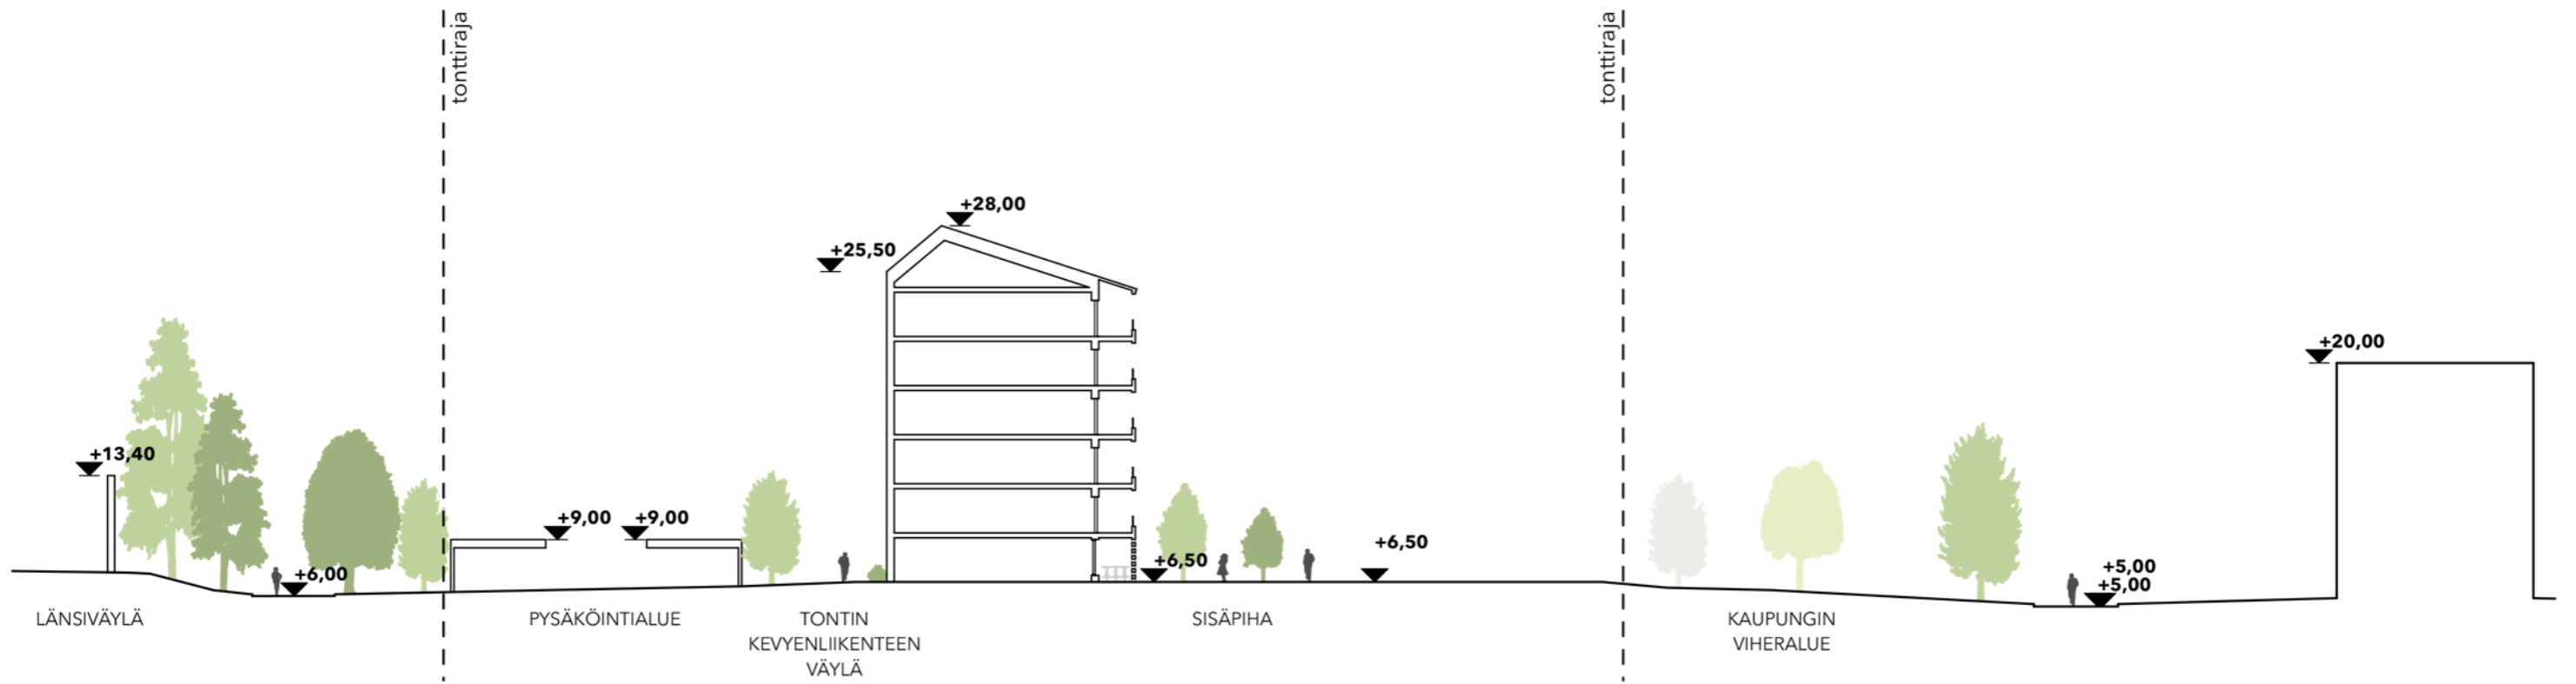 tonttiraja
tonttiraja
+28,00
+25,50
+20,00
+13,40
+9,00
+9,00
+6,50
+6,50
+6,00
+5,00
+5,00
LÄNSIVÄYLÄ
PYSÄKÖINTIALUE
TONTIN
KEVYENLIIKENTEEN
VÄYLÄ
SISÄPIHA
KAUPUNGIN
VIHERALUE